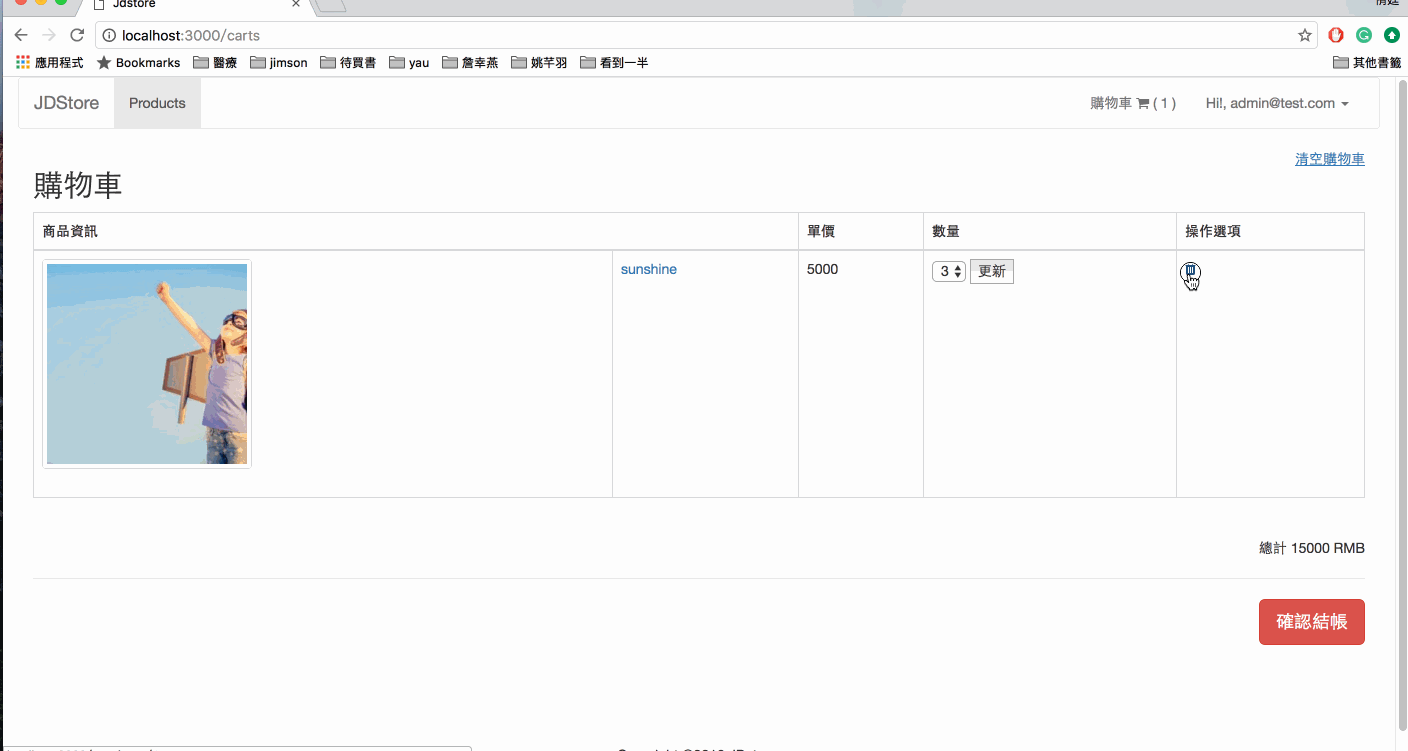 Jdstore
localhost:3000/carts
應用程式 Bookmarks 醫療 jimson 待買書 yau 詹幸燕 姚芊羽 看到一半 其他書籤
JDStore Products 購物車 ( 1 ) Hi!, admin@test.com
清空購物車
購物車
商品資訊 單價 數量 操作選項
sunshine 5000 3 更新
總計 15000 RMB
確認結帳